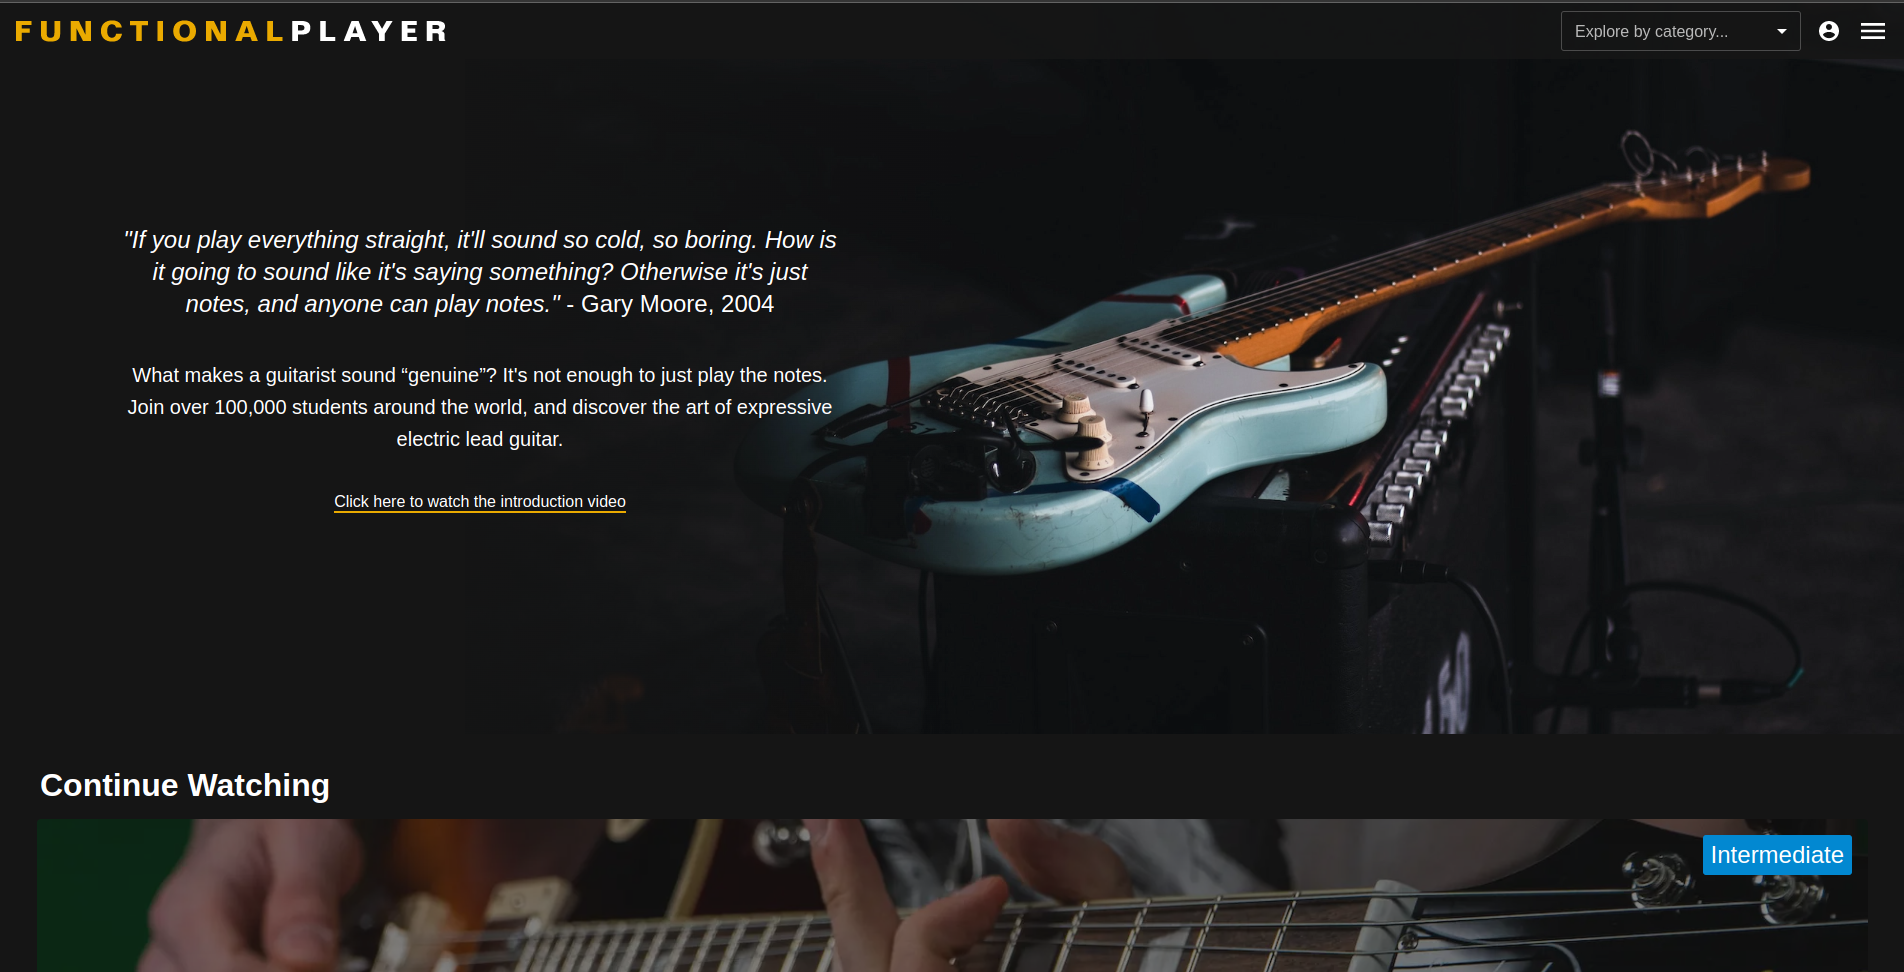 FUNCTIONALPLAYER
Explore by category...
"If you play everything straight, it'll sound so cold, so boring. How is
it going to sound like it's saying something? Otherwise it's just
notes, and anyone can play notes." - Gary Moore, 2004
What makes a guitarist sound “genuine”? It's not enough to just play the notes.
Join over 100,000 students around the world, and discover the art of expressive
electric lead guitar.
Click here to watch the introduction video
Continue Watching
Intermediate